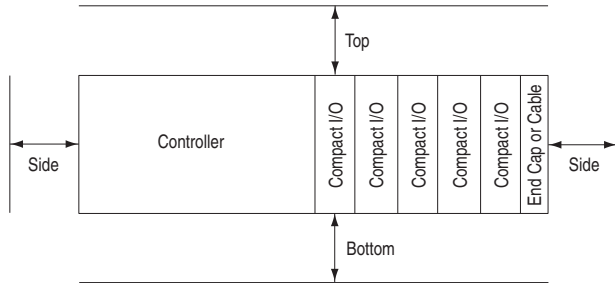 Top
Side
Controller
Compact I/O
Compact I/O
Compact I/O
Compact I/O
Compact I/O
End Cap or Cable
Side
Bottom